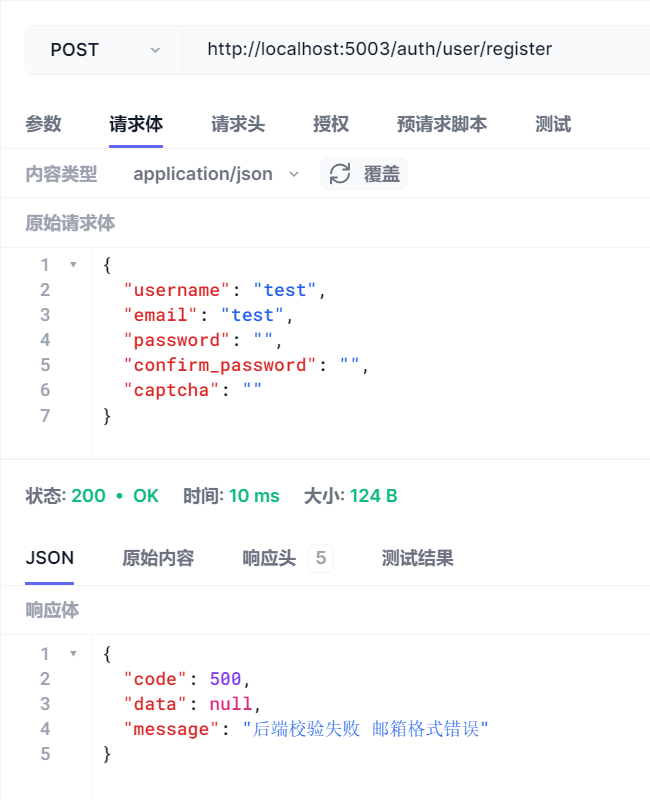 POST http://localhost:5003/auth/user/register
参数 请求体 请求头 授权 预请求脚本 测试
内容类型 application/json 覆盖
原始请求体
1 {
2 "username": "test",
3 "email": "test",
4 "password": "",
5 "confirm_password": "",
6 "captcha": ""
7 }
状态: 200 • OK 时间: 10 ms 大小: 124 B
JSON 原始内容 响应头 5 测试结果
响应体
1 {
2 "code": 500,
3 "data": null,
4 "message": "后端校验失败 邮箱格式错误"
5 }